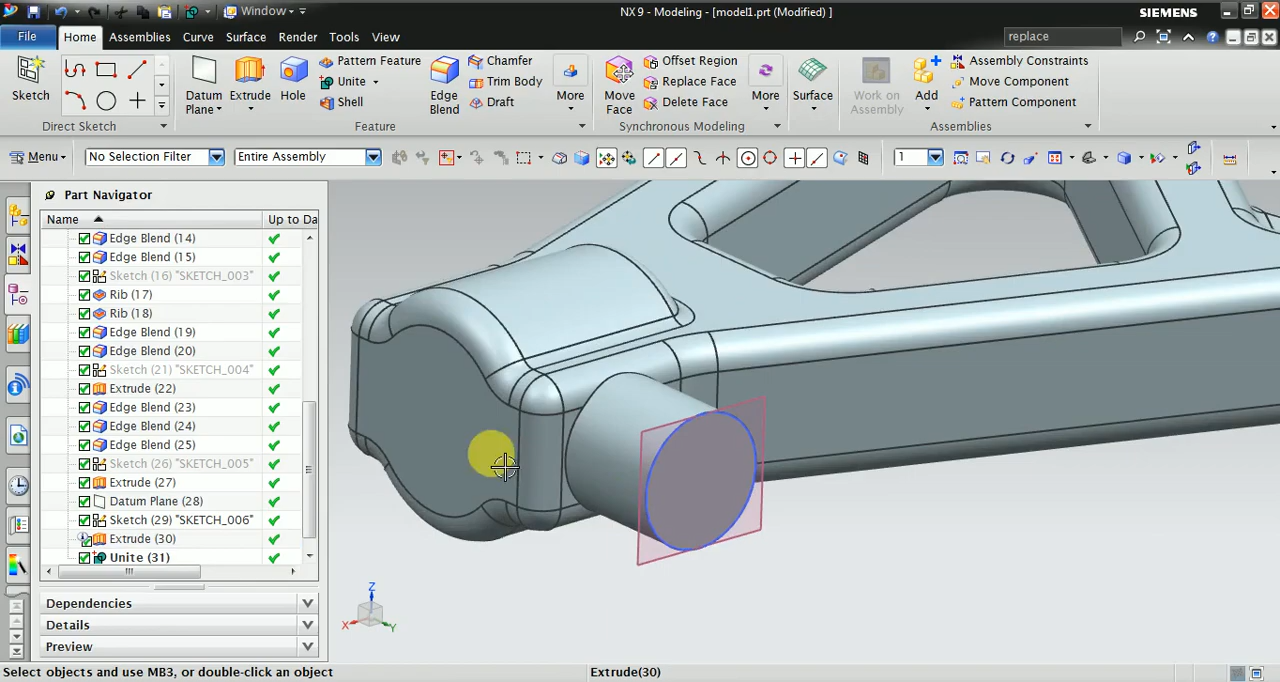 NX 9 - Modeling - [model1.prt (Modified) ]
SIEMENS
Window
File
Home
Assemblies
Curve
Surface
Render
Tools
View
replace
Sketch
Direct Sketch
Datum Plane
Extrude
Hole
Pattern Feature
Unite
Shell
Edge Blend
Chamfer
Trim Body
Draft
More
Feature
Move Face
Offset Region
Replace Face
Delete Face
More
Synchronous Modeling
Surface
Work on Assembly
Add
Assembly Constraints
Move Component
Pattern Component
Assemblies
Menu
No Selection Filter
Entire Assembly
1
Part Navigator
Name
Up to Da
Edge Blend (14)
Edge Blend (15)
Sketch (16) "SKETCH_003"
Rib (17)
Rib (18)
Edge Blend (19)
Edge Blend (20)
Sketch (21) "SKETCH_004"
Extrude (22)
Edge Blend (23)
Edge Blend (24)
Edge Blend (25)
Sketch (26) "SKETCH_005"
Extrude (27)
Datum Plane (28)
Sketch (29) "SKETCH_006"
Extrude (30)
Unite (31)
Dependencies
Details
Preview
Z
X
Y
Select objects and use MB3, or double-click an object
Extrude(30)